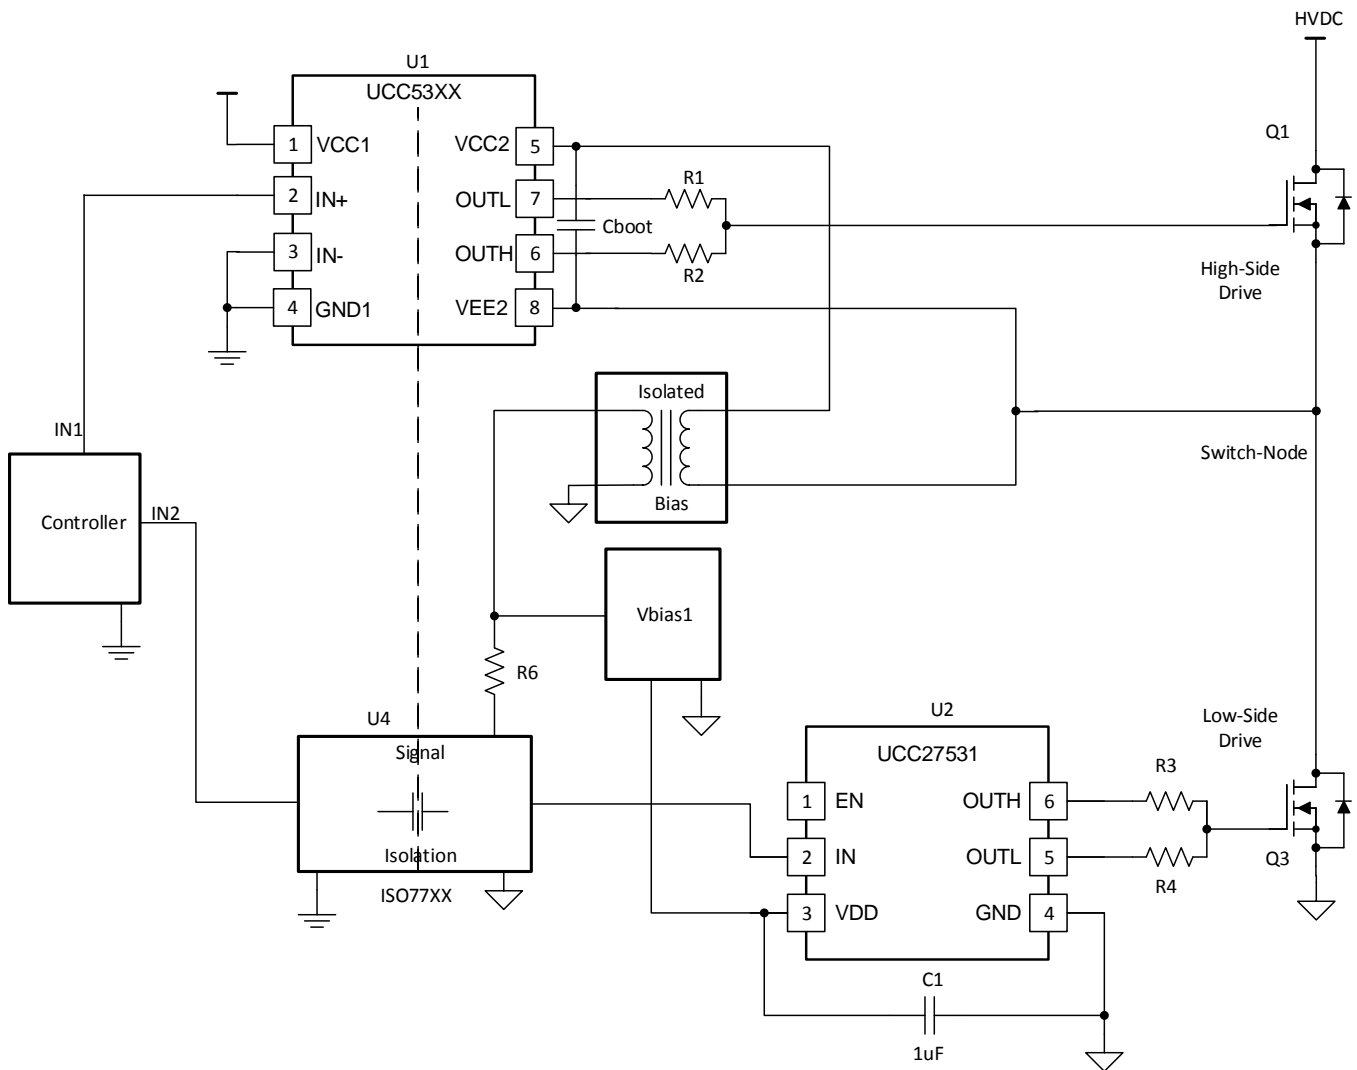 HVDC
U1
UCC53XX
Q1
1 VCC1
VCC2 5
2 IN+
OUTL 7
R1
Cboot
3 IN-
OUTH 6
R2
High-Side
Drive
4 GND1
VEE2 8
Isolated
Bias
IN1
Switch-Node
Controller
IN2
Vbias1
R6
U4
Signal
Isolation
ISO77XX
U2
UCC27531
Low-Side
Drive
1 EN
OUTH 6
R3
2 IN
OUTL 5
R4
Q3
3 VDD
GND 4
C1
1uF